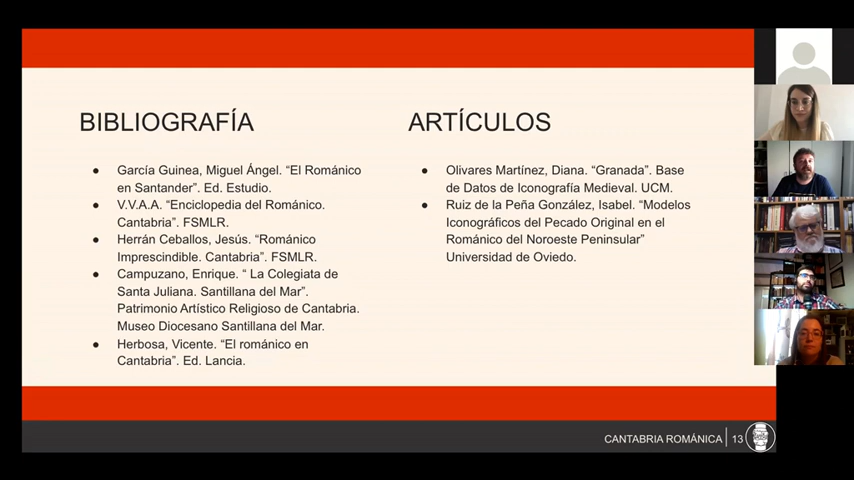 BIBLIOGRAFÍA
● García Guinea, Miguel Ángel. “El Románico
en Santander”. Ed. Estudio.
● V.V.A.A. “Enciclopedia del Románico.
Cantabria”. FSMLR.
● Herrán Ceballos, Jesús. “Románico
Imprescindible. Cantabria”. FSMLR.
● Campuzano, Enrique. “ La Colegiata de
Santa Juliana. Santillana del Mar”.
Patrimonio Artístico Religioso de Cantabria.
Museo Diocesano Santillana del Mar.
● Herbosa, Vicente. “El románico en
Cantabria”. Ed. Lancia.
ARTÍCULOS
● Olivares Martínez, Diana. “Granada”. Base
de Datos de Iconografía Medieval. UCM.
● Ruiz de la Peña González, Isabel. “Modelos
Iconográficos del Pecado Original en el
Románico del Noroeste Peninsular”
Universidad de Oviedo.
CANTABRIA ROMÁNICA 13